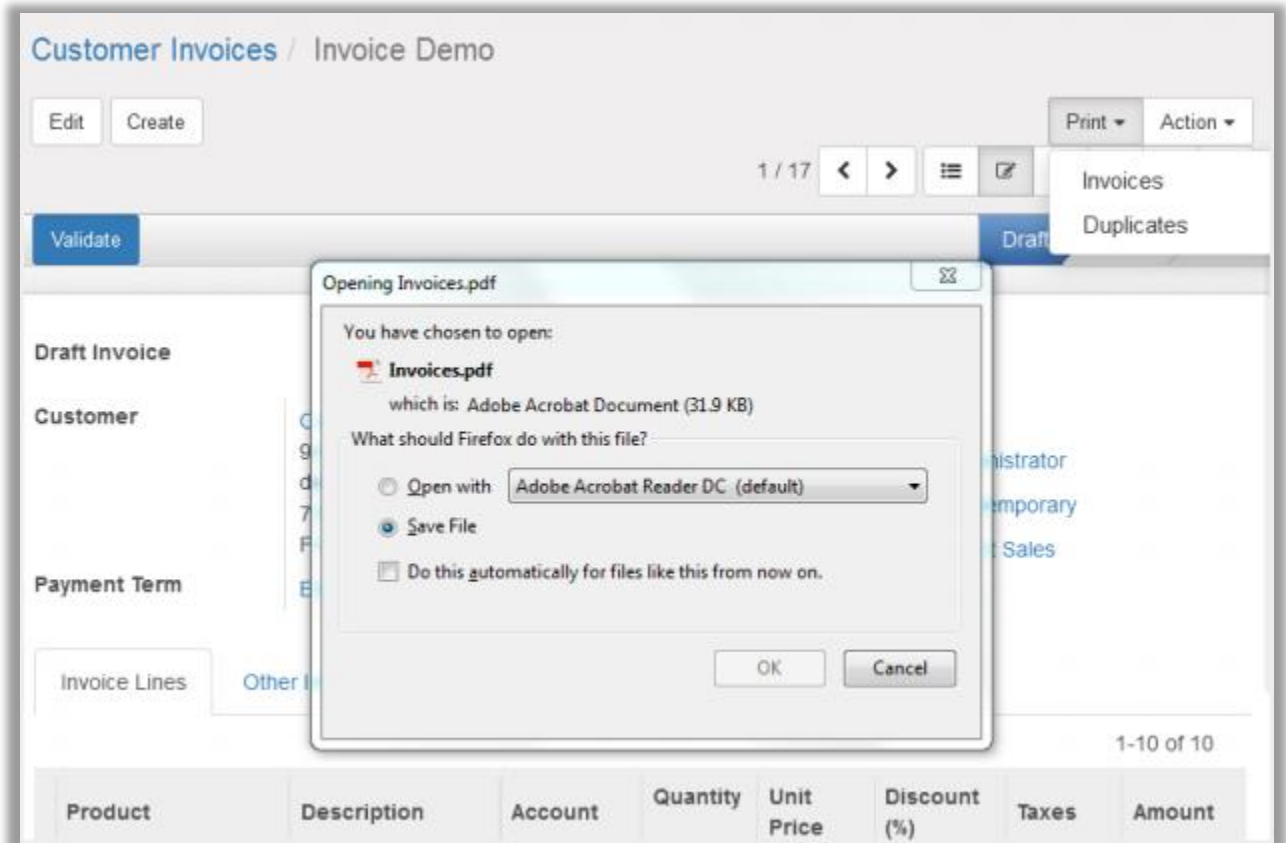 Customer Invoices / Invoice Demo
Edit Create Print Action
1 / 17
Invoices
Duplicates
Validate
Opening Invoices.pdf
You have chosen to open:
Invoices.pdf
which is: Adobe Acrobat Document (31.9 KB)
What should Firefox do with this file?
Open with Adobe Acrobat Reader DC (default)
Save File
Do this automatically for files like this from now on.
OK Cancel
Draft Invoice
Customer
Payment Term
Sales
Invoice Lines
1-10 of 10
Product Description Account Quantity Unit Price Discount (%) Taxes Amount